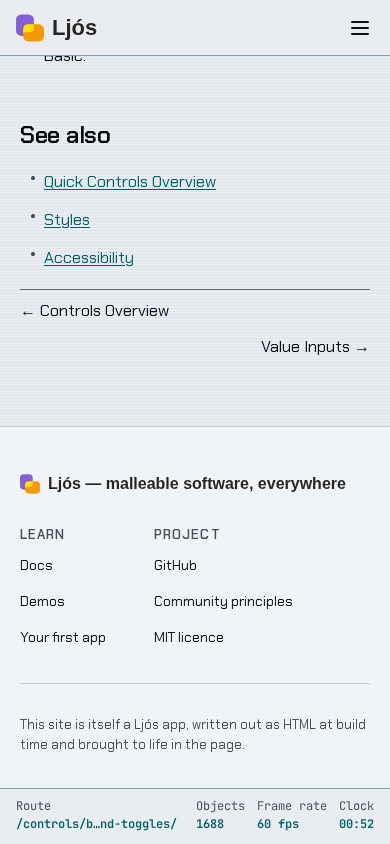 Ljós
Basic.
See also
• Quick Controls Overview
• Styles
• Accessibility
← Controls Overview
Value Inputs →
Ljós — malleable software, everywhere
LEARN
Docs
Demos
Your first app
PROJECT
GitHub
Community principles
MIT licence
This site is itself a Ljós app, written out as HTML at build
time and brought to life in the page.
Route
/controls/b…nd-toggles/
Objects
1688
Frame rate
60 fps
Clock
00:52